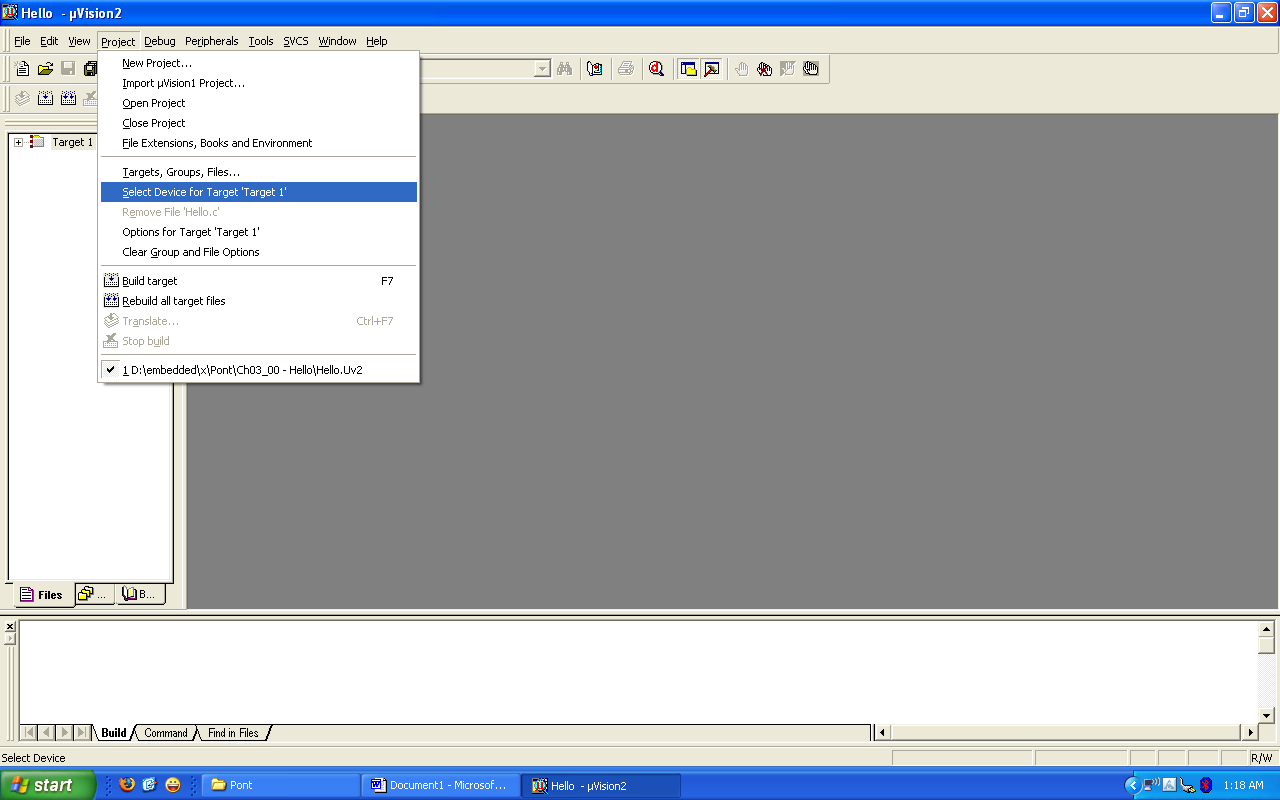 Hello - µVision2
File Edit View Project Debug Peripherals Tools SVCS Window Help
New Project...
Import µVision1 Project...
Open Project
Close Project
File Extensions, Books and Environment
Targets, Groups, Files...
Select Device for Target 'Target 1'
Remove File 'Hello.c'
Options for Target 'Target 1'
Clear Group and File Options
Build target F7
Rebuild all target files
Translate... Ctrl+F7
Stop build
1 D:\embedded\x\Pont\Ch03_00 - Hello\Hello.Uv2
Target 1
Files ... B...
Build Command Find in Files
Select Device R/W
start Pont Document1 - Microsof... Hello - µVision2 1:18 AM